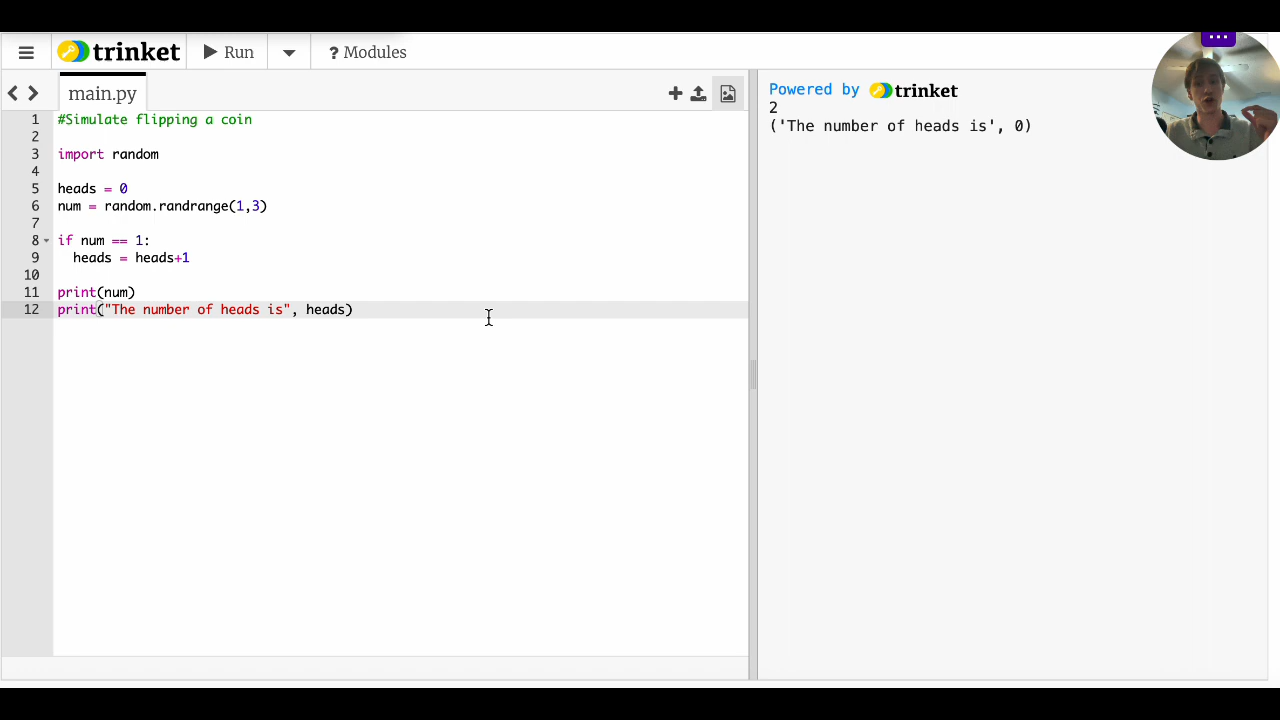 trinket Run ? Modules
main.py
1 #Simulate flipping a coin
2
3 import random
4
5 heads = 0
6 num = random.randrange(1,3)
7
8 if num == 1:
9 heads = heads+1
10
11 print(num)
12 print("The number of heads is", heads)
Powered by trinket
2
('The number of heads is', 0)